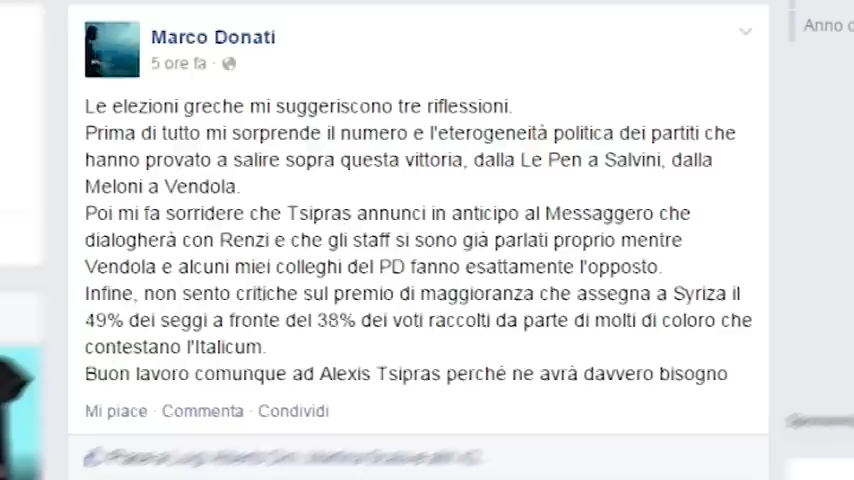 Marco Donati
5 ore fa
Anno
Le elezioni greche mi suggeriscono tre riflessioni.
Prima di tutto mi sorprende il numero e l'eterogeneità politica dei partiti che
hanno provato a salire sopra questa vittoria, dalla Le Pen a Salvini, dalla
Meloni a Vendola.
Poi mi fa sorridere che Tsipras annunci in anticipo al Messaggero che
dialogherà con Renzi e che gli staff si sono già parlati proprio mentre
Vendola e alcuni miei colleghi del PD fanno esattamente l'opposto.
Infine, non sento critiche sul premio di maggioranza che assegna a Syriza il
49% dei seggi a fronte del 38% dei voti raccolti da parte di molti di coloro che
contestano l'Italicum.
Buon lavoro comunque ad Alexis Tsipras perché ne avrà davvero bisogno
Mi piace · Commenta · Condividi